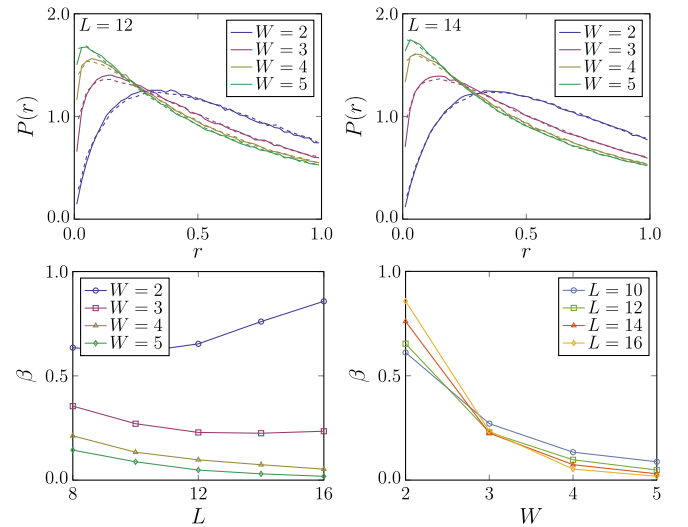 L = 12
W = 2
W = 3
W = 4
W = 5
2.0
1.0
0.0
P(r)
0.0
0.5
1.0
r
L = 14
W = 2
W = 3
W = 4
W = 5
2.0
1.0
0.0
P(r)
0.0
0.5
1.0
r
W = 2
W = 3
W = 4
W = 5
1.0
0.5
0.0
β
8
12
16
L
L = 10
L = 12
L = 14
L = 16
1.0
0.5
0.0
β
2
3
4
5
W